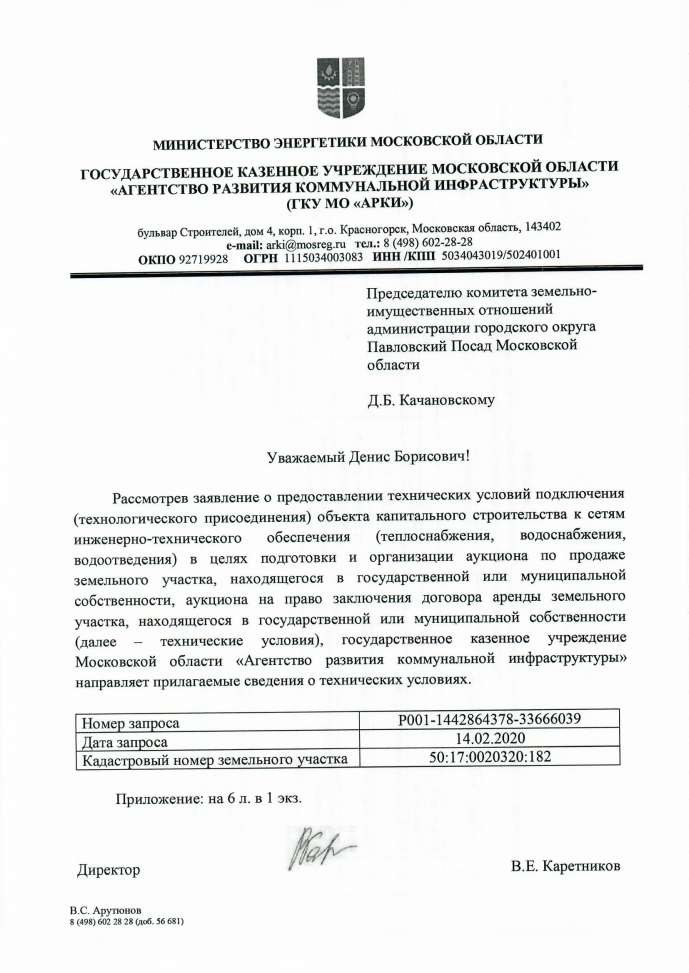 МИНИСТЕРСТВО ЭНЕРГЕТИКИ МОСКОВСКОЙ ОБЛАСТИ
ГОСУДАРСТВЕННОЕ КАЗЕННОЕ УЧРЕЖДЕНИЕ МОСКОВСКОЙ ОБЛАСТИ
«АГЕНТСТВО РАЗВИТИЯ КОММУНАЛЬНОЙ ИНФРАСТРУКТУРЫ»
(ГКУ МО «АРКИ»)
бульвар Строителей, дом 4, корп. 1, г.о. Красногорск, Московская область, 143402
e-mail: arki@mosreg.ru тел.: 8 (498) 602-28-28
ОКПО 92719928 ОГРН 1115034003083 ИНН /КПП 5034043019/502401001
Председателю комитета земельно-
имущественных отношений
администрации городского округа
Павловский Посад Московской
области
Д.Б. Качановскому
Уважаемый Денис Борисович!
Рассмотрев заявление о предоставлении технических условий подключения
(технологического присоединения) объекта капитального строительства к сетям
инженерно-технического обеспечения (теплоснабжения, водоснабжения,
водоотведения) в целях подготовки и организации аукциона по продаже
земельного участка, находящегося в государственной или муниципальной
собственности, аукциона на право заключения договора аренды земельного
участка, находящегося в государственной или муниципальной собственности
(далее – технические условия), государственное казенное учреждение
Московской области «Агентство развития коммунальной инфраструктуры»
направляет прилагаемые сведения о технических условиях.
Номер запроса P001-1442864378-33666039
Дата запроса 14.02.2020
Кадастровый номер земельного участка 50:17:0020320:182
Приложение: на 6 л. в 1 экз.
Директор В.Е. Каретников
В.С. Арутюнов
8 (498) 602 28 28 (доб. 56 681)